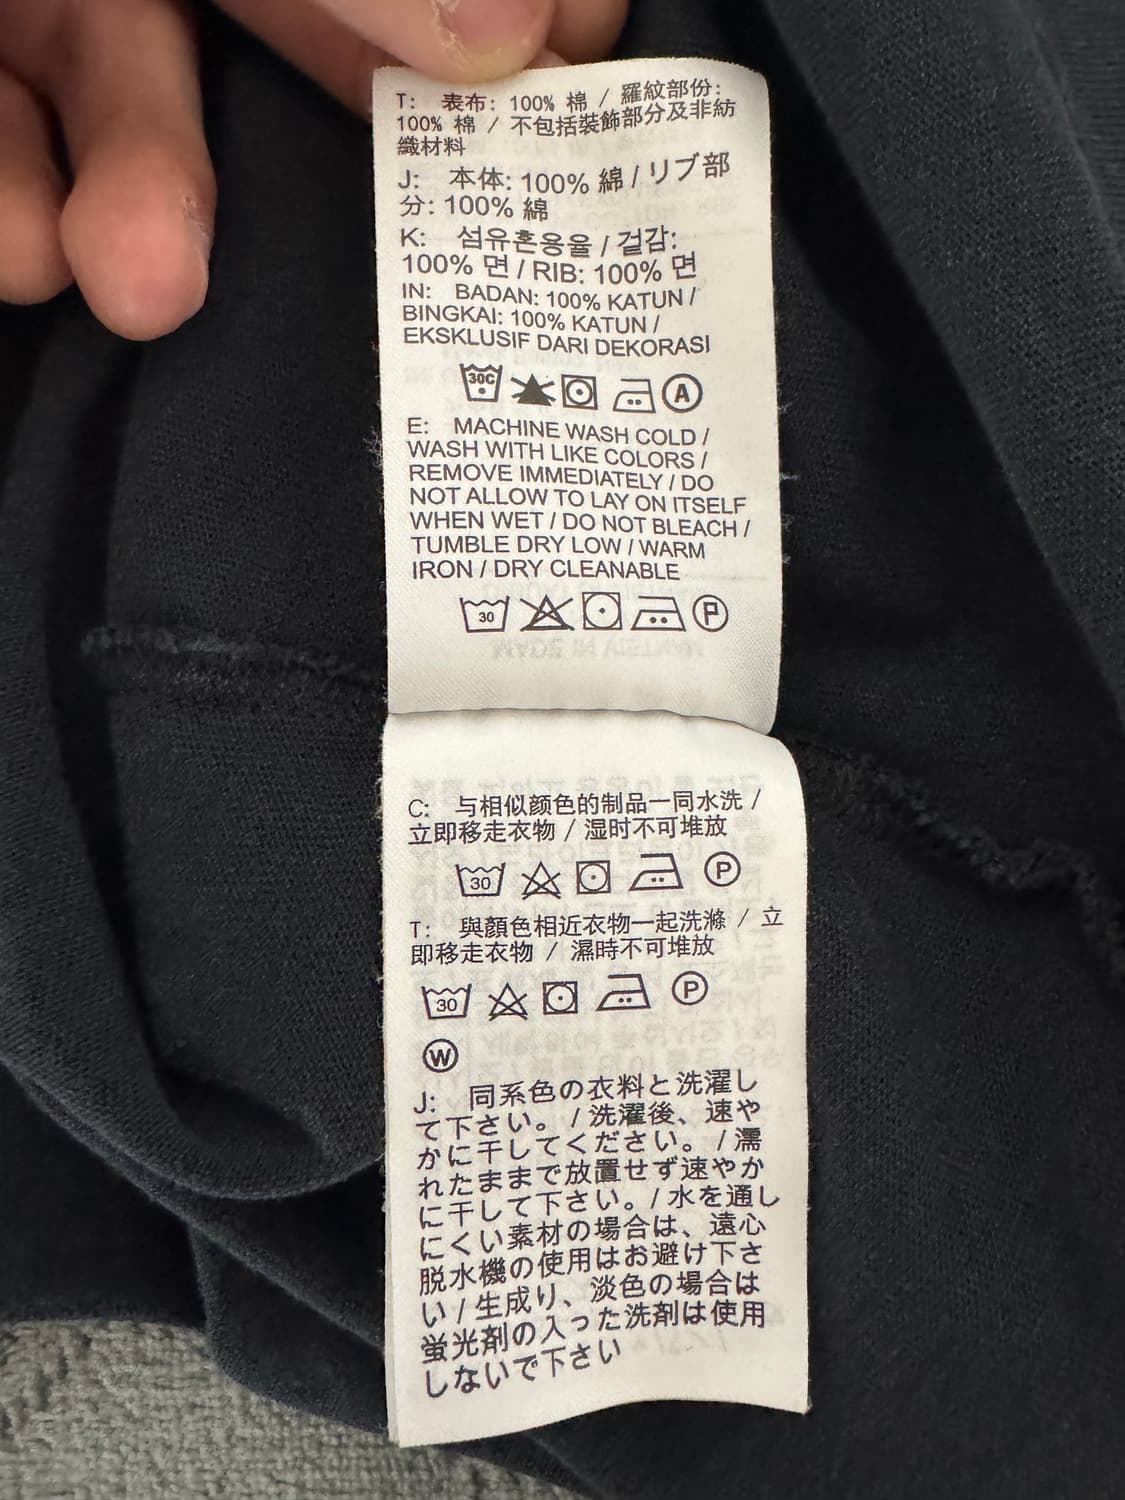 T: 表布: 100% 棉 / 羅紋部份:
100% 棉 / 不包括裝飾部分及非紡
織材料
J: 本体: 100% 綿 / リブ部
分: 100% 綿
K: 섬유혼용율 / 겉감:
100% 면 / RIB: 100% 면
IN: BADAN: 100% KATUN /
BINGKAI: 100% KATUN /
EKSKLUSIF DARI DEKORASI
30C A
E: MACHINE WASH COLD /
WASH WITH LIKE COLORS /
REMOVE IMMEDIATELY / DO
NOT ALLOW TO LAY ON ITSELF
WHEN WET / DO NOT BLEACH /
TUMBLE DRY LOW / WARM
IRON / DRY CLEANABLE
30 P
MADE IN VIETNAM
C: 与相似颜色的制品一同水洗 /
立即移走衣物 / 湿时不可堆放
30 P
T: 與顏色相近衣物一起洗滌 / 立
即移走衣物 / 濕時不可堆放
30 P
W
J: 同系色の衣料と洗濯し
て下さい。 / 洗濯後、速や
かに干してください。 / 濡
れたままで放置せず速やか
に干して下さい。/ 水を通し
にくい素材の場合は、遠心
脱水機の使用はお避け下さ
い / 生成り、淡色の場合は
蛍光剤の入った洗剤は使用
しないで下さい